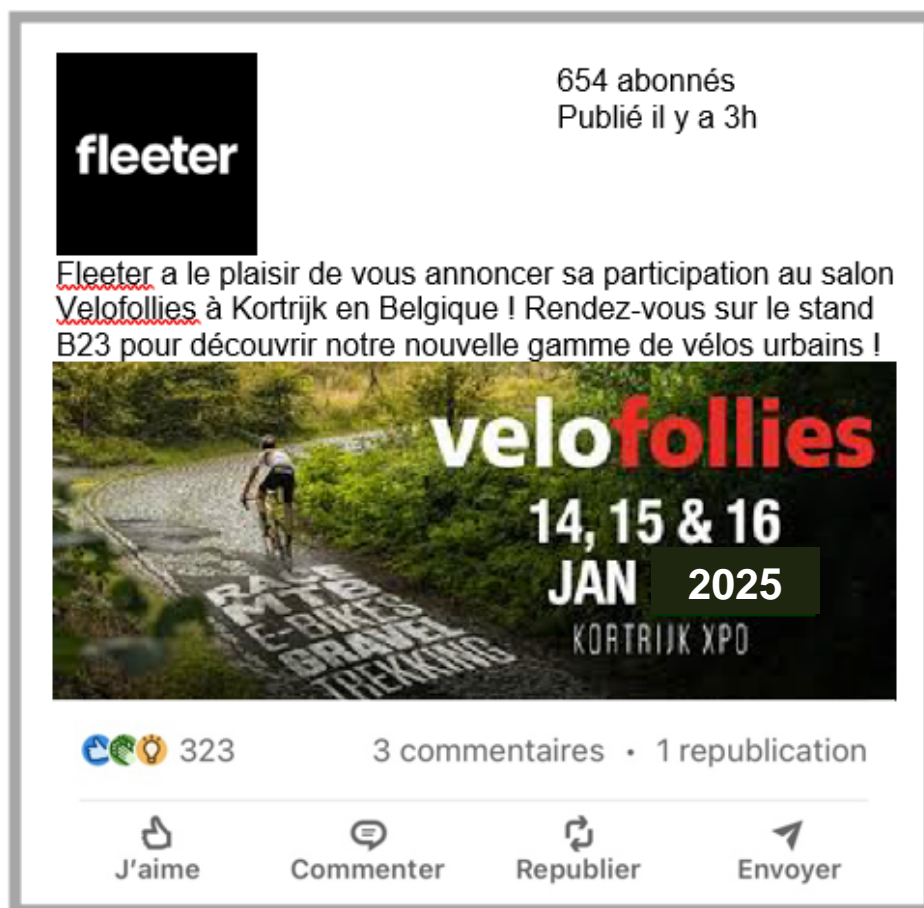 fleeter
654 abonnés
Publié il y a 3h
Fleeter a le plaisir de vous annoncer sa participation au salon
Velofollies à Kortrijk en Belgique ! Rendez-vous sur le stand
B23 pour découvrir notre nouvelle gamme de vélos urbains !
velofollies
14, 15 & 16
JAN 2025
KORTRIJK XPO
RACE
MTB
E-BIKES
GRAVEL
TREKKING
323
3 commentaires • 1 republication
J'aime
Commenter
Republier
Envoyer